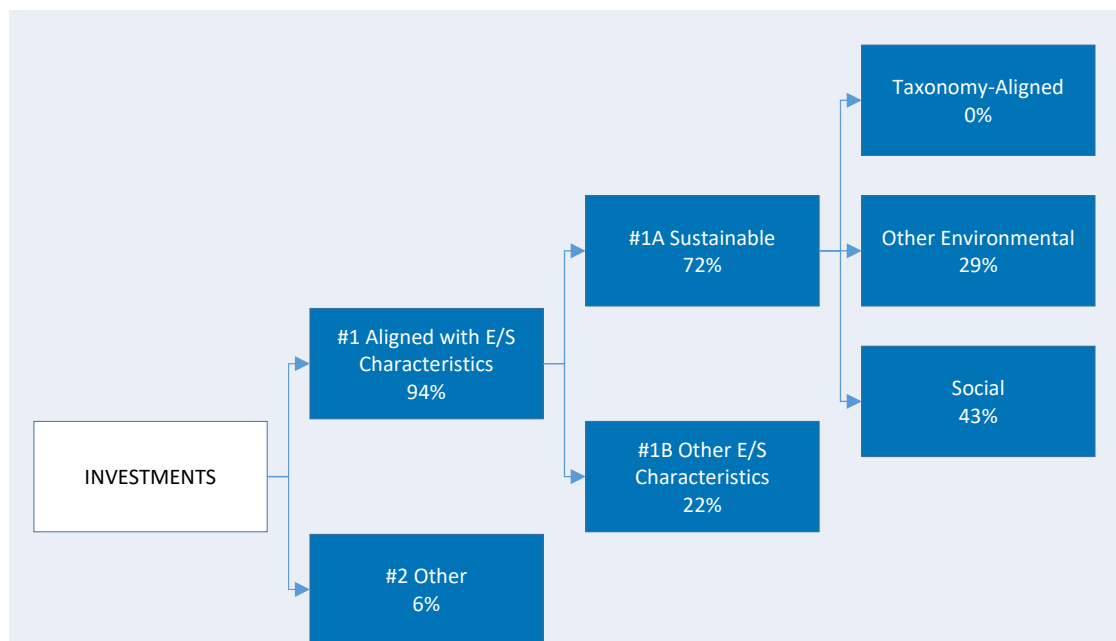 INVESTMENTS
#1 Aligned with E/S
Characteristics
94%
#2 Other
6%
#1A Sustainable
72%
#1B Other E/S
Characteristics
22%
Taxonomy-Aligned
0%
Other Environmental
29%
Social
43%